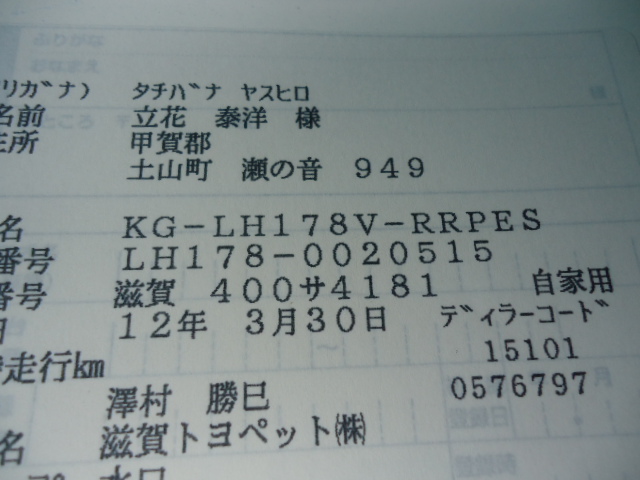 リガナ) タチバナ ヤスヒロ
名前 立花 泰洋 様
住所 甲賀郡
土山町 瀬の音 949
名 KG-LH178V-RRPES
番号 LH178-0020515
番号 滋賀 400サ4181 自家用
日 12年 3月30日 ディラーコード
走行km 15101
澤村 勝巳 0576797
名 滋賀トヨペット㈱